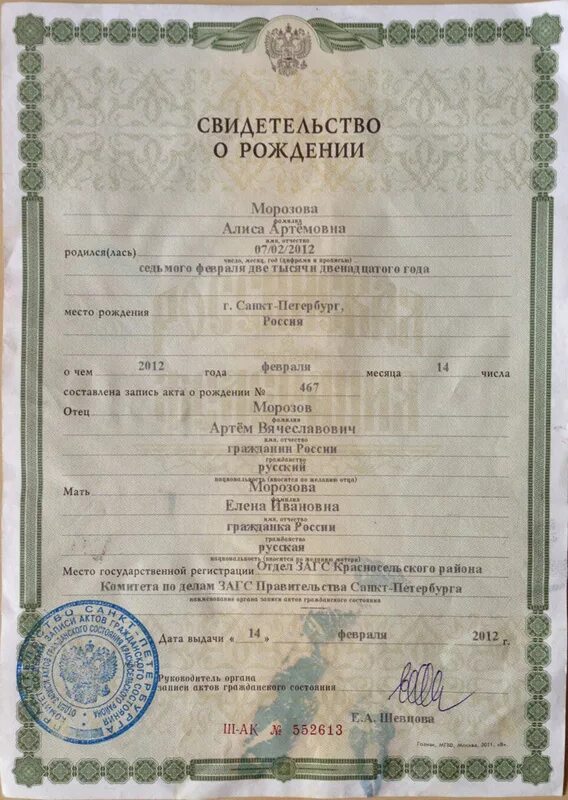 СВИДЕТЕЛЬСТВО
О РОЖДЕНИИ
Морозова
фамилия
Алиса Артёмовна
имя, отчество
родился(лась) 07/02/2012
число, месяц, год (цифрами и прописью)
седьмого февраля две тысячи двенадцатого года
место рождения г. Санкт-Петербург,
Россия
о чем 2012 года февраля месяца 14 числа
составлена запись акта о рождении № 467
Отец Морозов
фамилия
Артём Вячеславович
имя, отчество
гражданин России
гражданство
русский
национальность (вносится по желанию отца)
Мать Морозова
фамилия
Елена Ивановна
имя, отчество
гражданка России
гражданство
русская
национальность (вносится по желанию матери)
Место государственной регистрации Отдел ЗАГС Красносельского района
Комитета по делам ЗАГС Правительства Санкт-Петербурга
наименование органа записи актов гражданского состояния
Дата выдачи « 14 » февраля 2012 г.
Руководитель органа
записи актов гражданского состояния
Е.А. Шевцова
III-АК № 552613
Гознак, МПФ, Москва, 2011, «В».